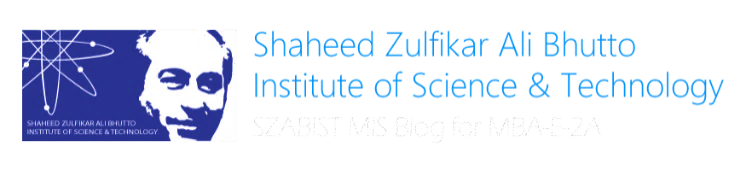 Shaheed Zulfikar Ali Bhutto
Institute of Science & Technology
SZABIST MIS Blog for MBA-E-2A
SHAHEED ZULFIKAR ALI BHUTTO
INSTITUTE OF SCIENCE & TECHNOLOGY